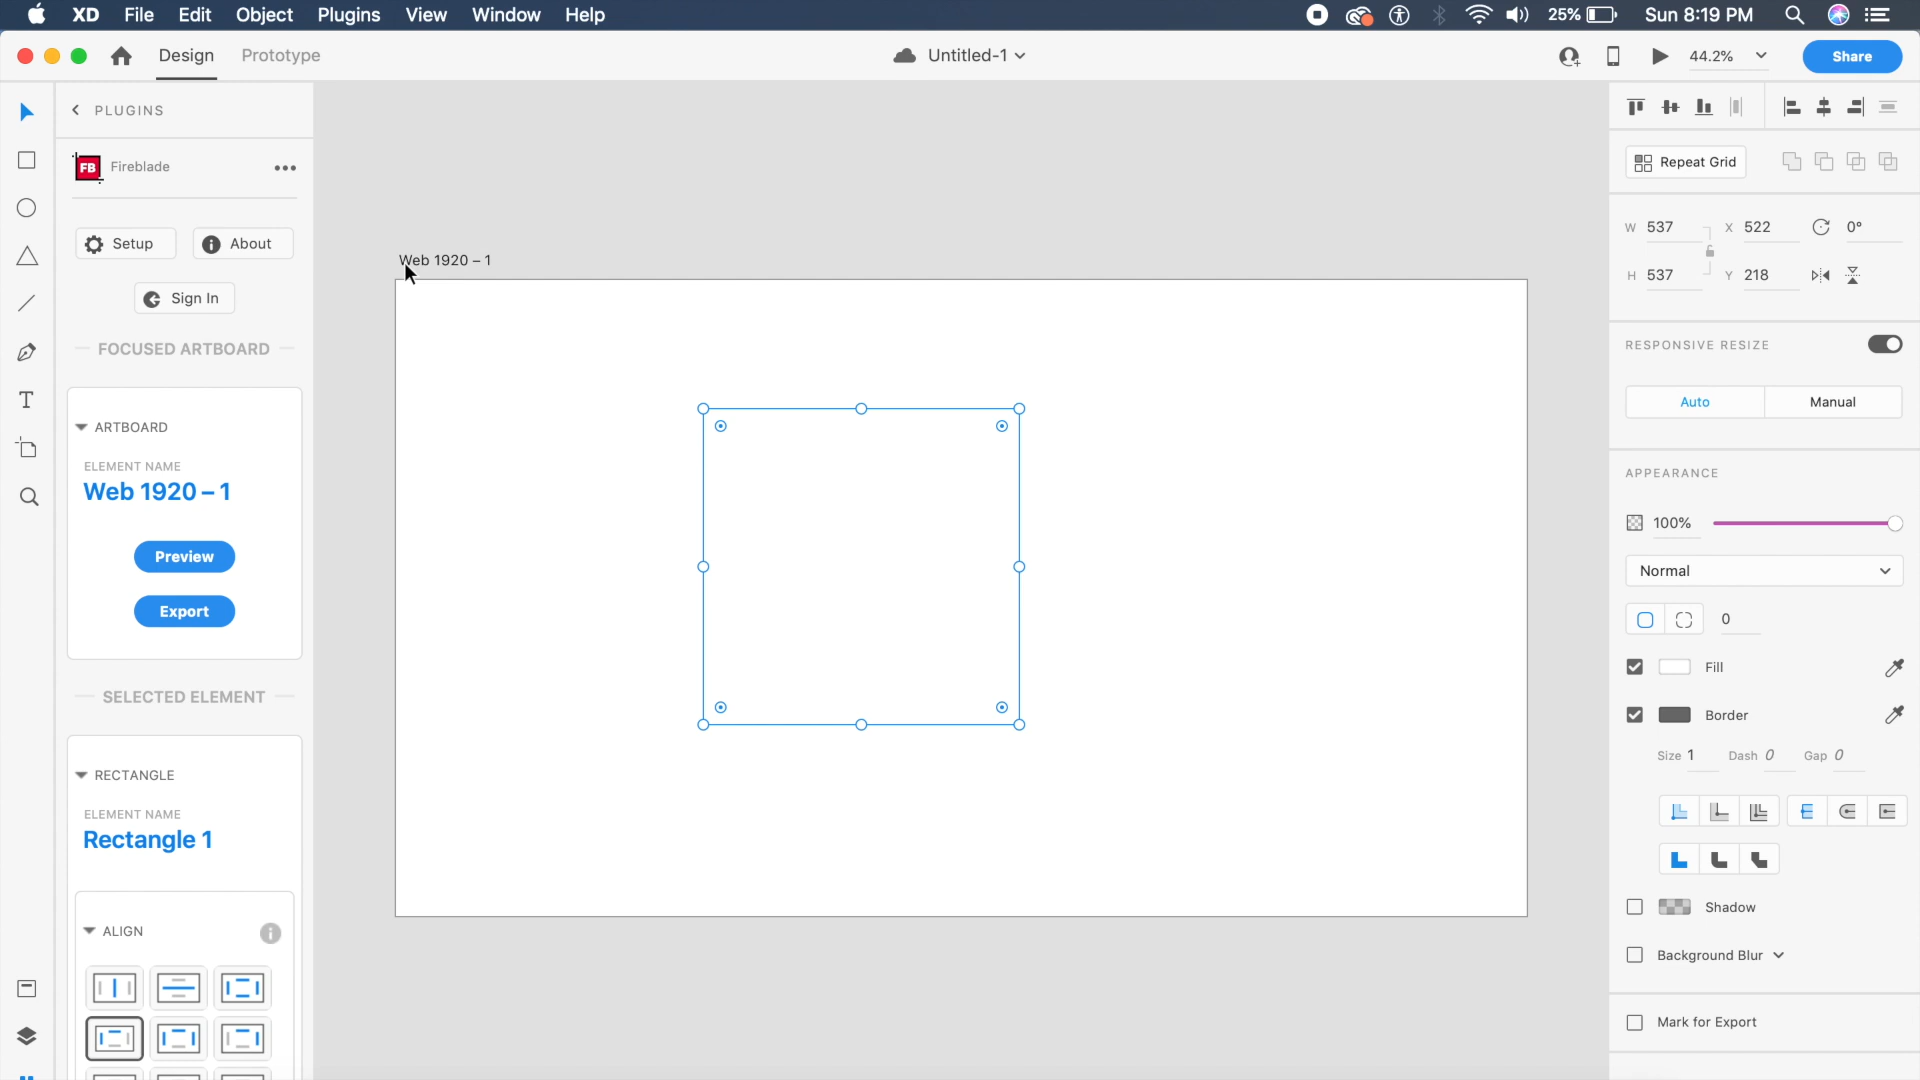 XD File Edit Object Plugins View Window Help 25% Sun 8:19 PM
Design Prototype Untitled-1 44.2% Share
PLUGINS
FB Fireblade
Setup About
Sign In
FOCUSED ARTBOARD
ARTBOARD
ELEMENT NAME
Web 1920 – 1
Preview
Export
SELECTED ELEMENT
RECTANGLE
ELEMENT NAME
Rectangle 1
ALIGN
Web 1920 – 1
Repeat Grid
W 537 X 522 0°
H 537 Y 218
RESPONSIVE RESIZE
Auto Manual
APPEARANCE
100%
Normal
0
Fill
Border
Size 1 Dash 0 Gap 0
Shadow
Background Blur
Mark for Export